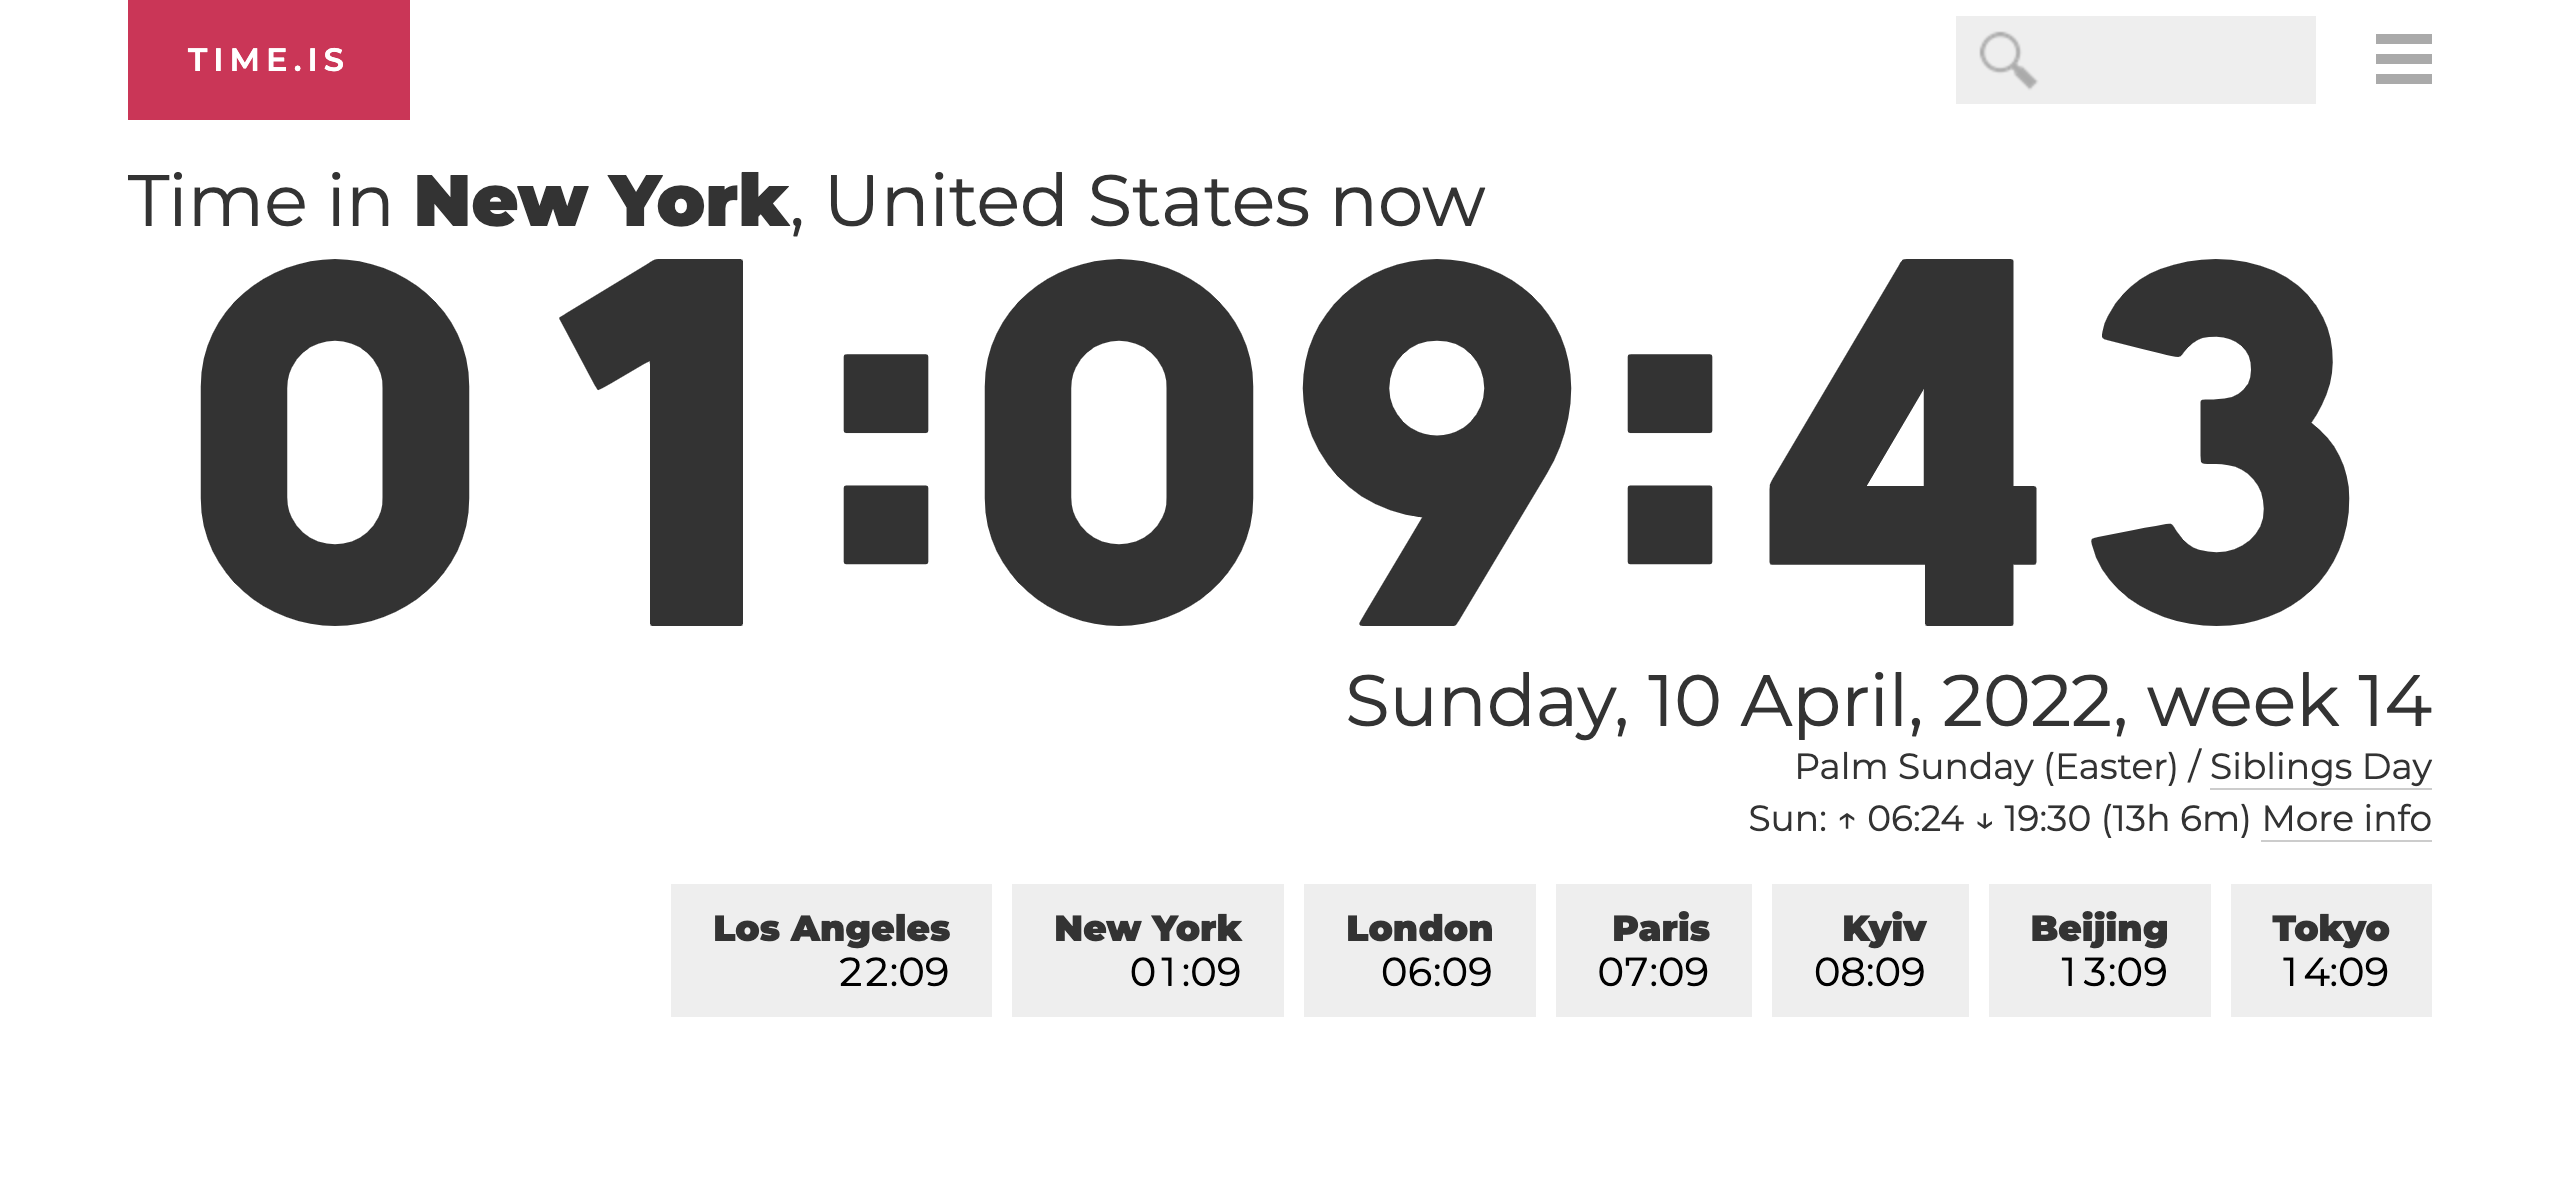 TIME.IS
Time in New York, United States now
01:09:43
Sunday, 10 April, 2022, week 14
Palm Sunday (Easter) / Siblings Day
Sun: ↑ 06:24 ↓ 19:30 (13h 6m) More info
Los Angeles New York London Paris Kyiv Beijing Tokyo
22:09 01:09 06:09 07:09 08:09 13:09 14:09